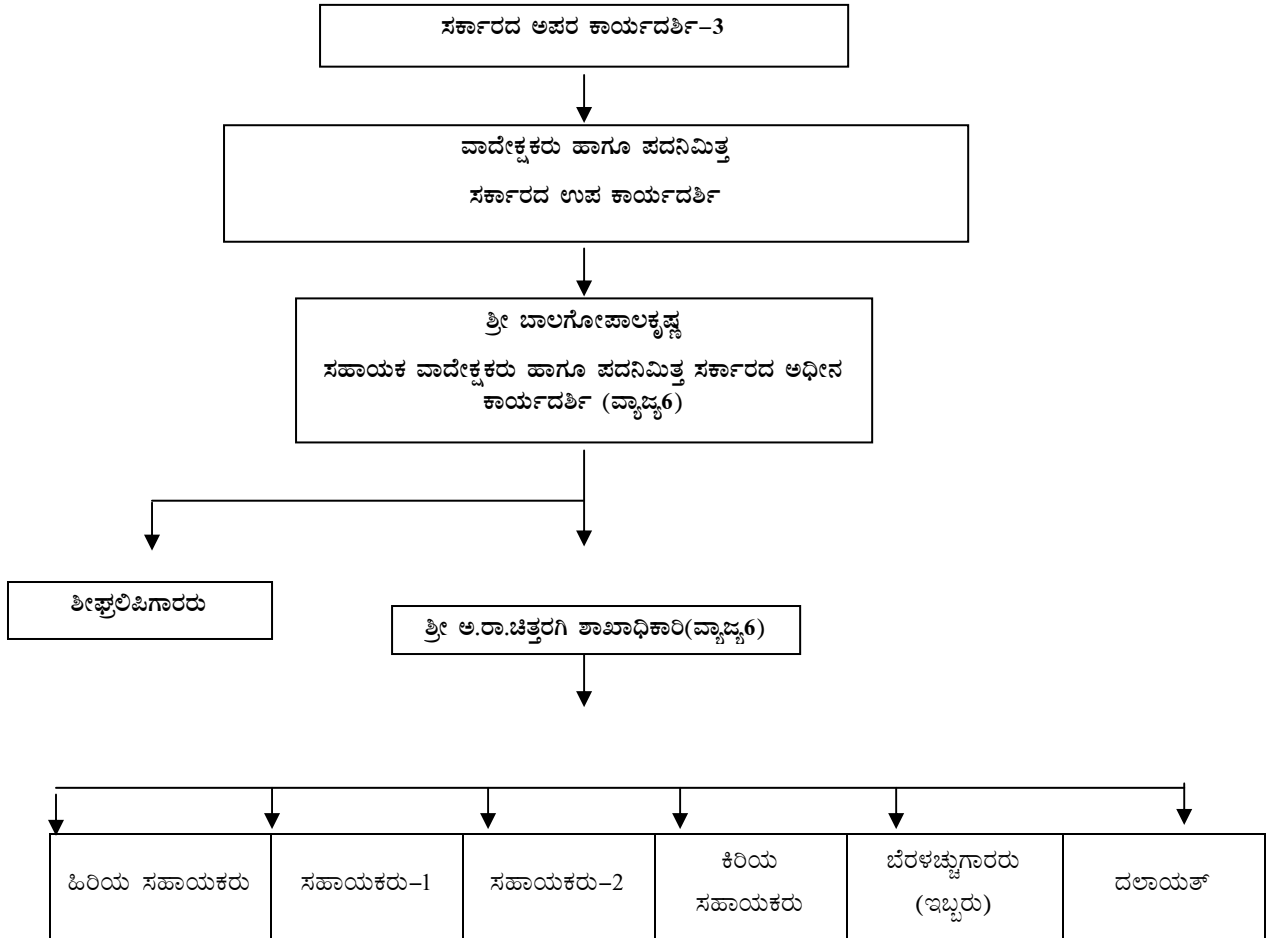 ಸರ್ಕಾರದ ಅಪರ ಕಾರ್ಯದರ್ಶಿ–3
ವಾದೇಕ್ಷಕರು ಹಾಗೂ ಪದನಿಮಿತ್ತ
ಸರ್ಕಾರದ ಉಪ ಕಾರ್ಯದರ್ಶಿ
ಶ್ರೀ ಬಾಲಗೋಪಾಲಕೃಷ್ಣ
ಸಹಾಯಕ ವಾದೇಕ್ಷಕರು ಹಾಗೂ ಪದನಿಮಿತ್ತ ಸರ್ಕಾರದ ಅಧೀನ
ಕಾರ್ಯದರ್ಶಿ (ವ್ಯಾಜ್ಯ6)
ಶೀಘ್ರಲಿಪಿಗಾರರು
ಶ್ರೀ ಅ.ರಾ.ಚಿತ್ತರಗಿ ಶಾಖಾಧಿಕಾರಿ(ವ್ಯಾಜ್ಯ6)
ಹಿರಿಯ ಸಹಾಯಕರು
ಸಹಾಯಕರು–1
ಸಹಾಯಕರು–2
ಕಿರಿಯ
ಸಹಾಯಕರು
ಬೆರಳಚ್ಚುಗಾರರು
(ಇಬ್ಬರು)
ದಲಾಯತ್